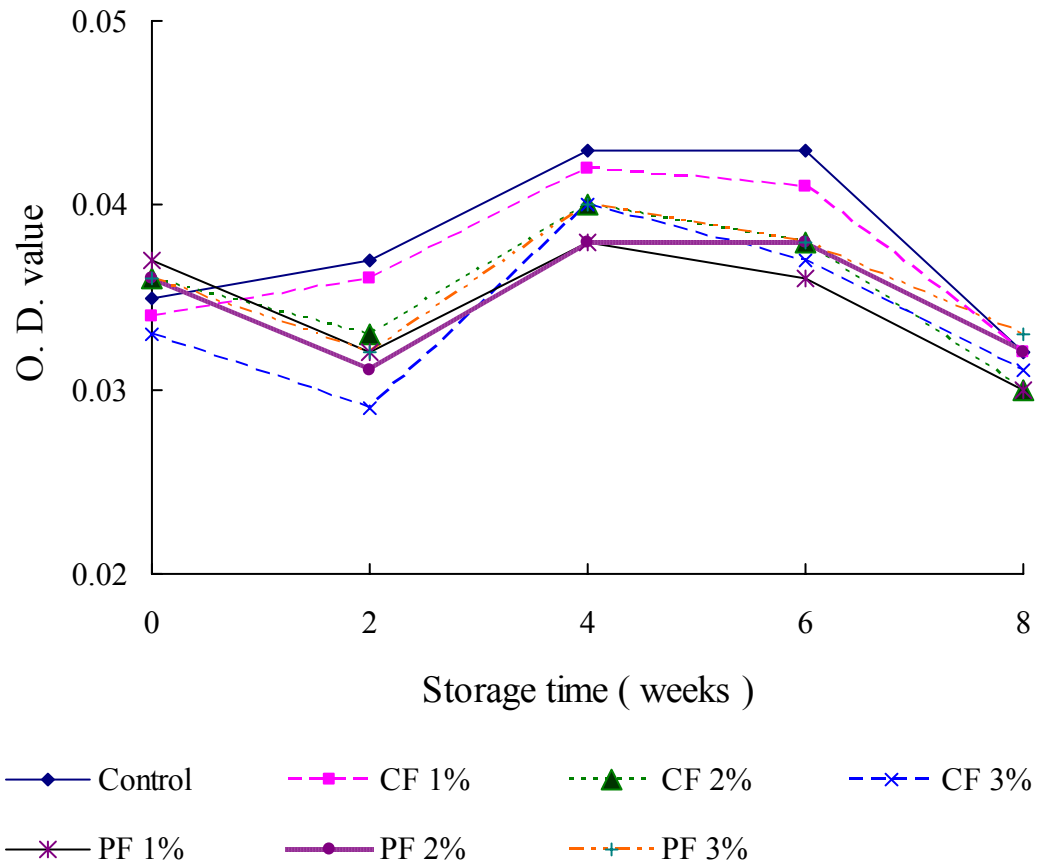 0.05
0.04
0.03
0.02
O. D. value
0 2 4 6 8
Storage time ( weeks )
Control CF 1% CF 2% CF 3%
PF 1% PF 2% PF 3%